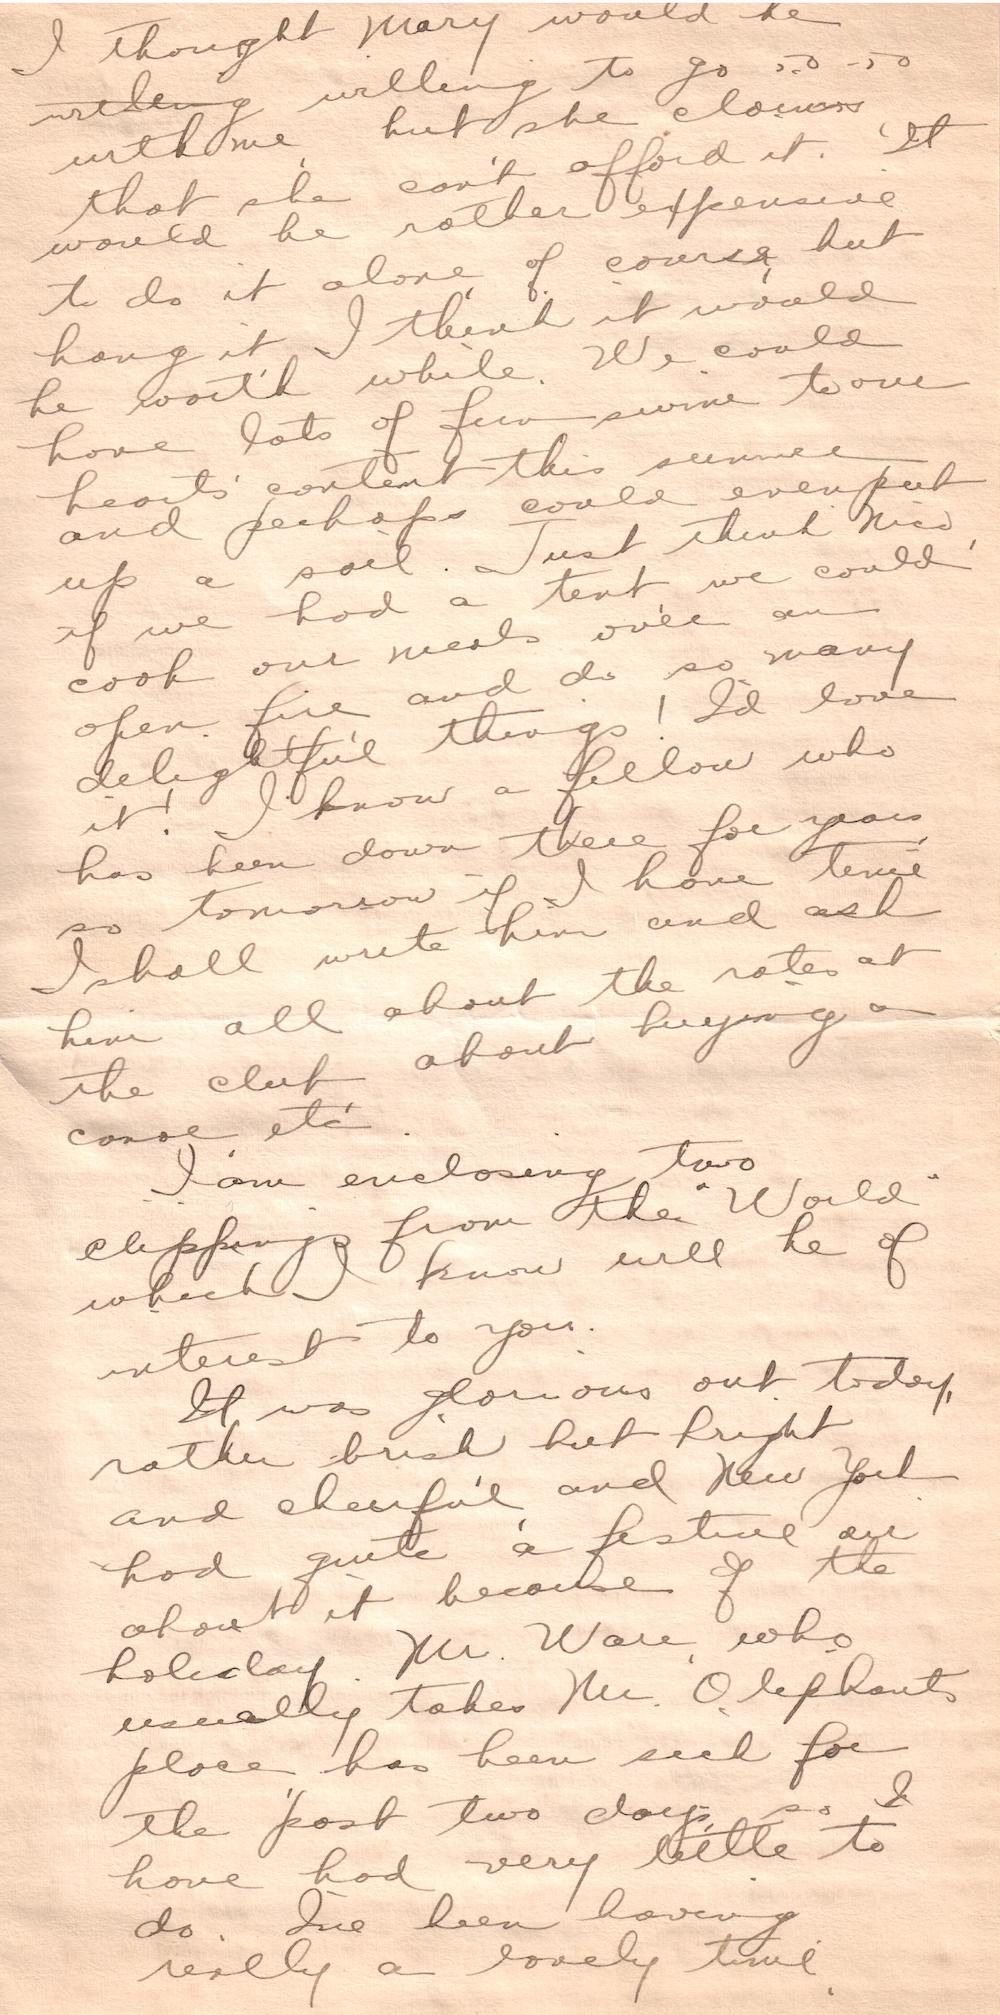 I thought Mary would be
willing willing to go
with me, but she claims
that she can't afford it. It
would be rather expensive
to do it alone of course, but
hang it I think it would
be worth while. We could
have lots of fun swim to our
hearts' content this summer
and perhaps could even put
up a sail. Just think Nico,
if we had a tent we could
cook our meals over an
open fire and do so many
delightful things! I'd love
it! I know a fellow who
has been down there for years,
so tomorrow if I have time
I shall write him and ask
him all about the rates at
the club about buying a
canoe etc.
I am enclosing two
clippings from the "World"
which I know will be of
interest to you.
It was glorious out today,
rather brisk but bright
and cheerful and New York
had quite a festive air
about it because of the
holiday. Mr. Ware, who
usually takes Mr. Olephant's
place, has been sick for
the past two days, so I
have had very little to
do. I've been having
really a lovely time.